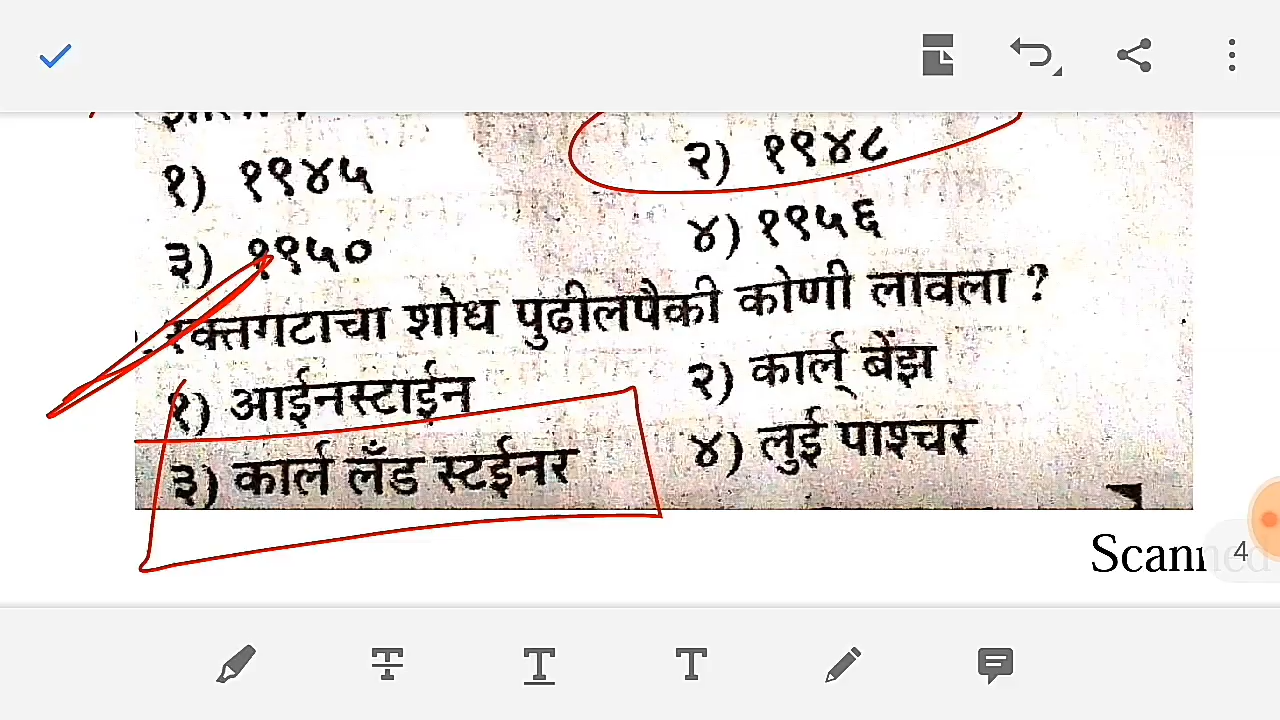 २) १९४८
१) १९४५
४) १९५६
३) १९५०
रक्तगटाचा शोध पुढीलपैकी कोणी लावला ?
१) आईनस्टाईन
२) कार्ल् बेंझ
३) कार्ल लँड स्टईनर
४) लुई पाश्चर
Scanned
4